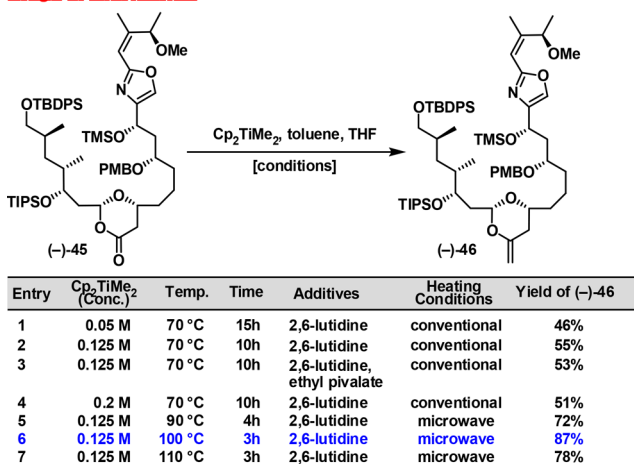 OMe
O
N
OTBDPS
TMSO
PMBO
TIPSO
O
O
O
(–)-45
Cp2TiMe2, toluene, THF
[conditions]
OMe
O
N
OTBDPS
TMSO
PMBO
TIPSO
O
O
(–)-46
Entry Cp2TiMe2 (Conc.) Temp. Time Additives Heating Conditions Yield of (–)-46
1 0.05 M 70 °C 15h 2,6-lutidine conventional 46%
2 0.125 M 70 °C 10h 2,6-lutidine conventional 55%
3 0.125 M 70 °C 10h 2,6-lutidine, conventional 53%
ethyl pivalate
4 0.2 M 70 °C 10h 2,6-lutidine conventional 51%
5 0.125 M 90 °C 4h 2,6-lutidine microwave 72%
6 0.125 M 100 °C 3h 2,6-lutidine microwave 87%
7 0.125 M 110 °C 3h 2,6-lutidine microwave 78%